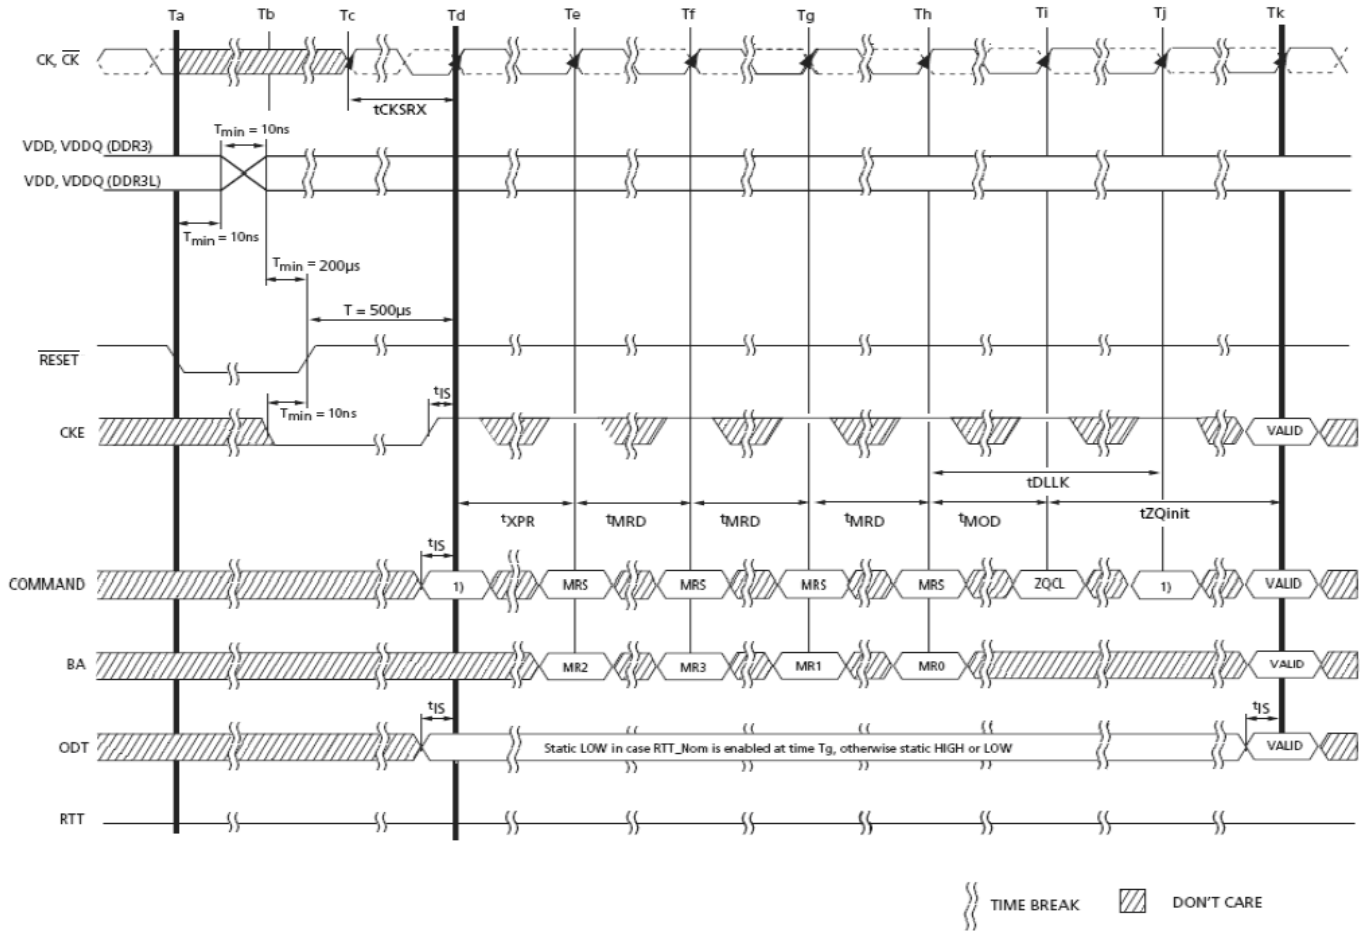 Ta Tb Tc Td Te Tf Tg Th Ti Tj Tk
CK, CK
tCKSRX
Tmin = 10ns
VDD, VDDQ (DDR3)
VDD, VDDQ (DDR3L)
Tmin = 10ns
Tmin = 200µs
T = 500µs
RESET
tIS
Tmin = 10ns
CKE
VALID
tDLLK
tXPR tMRD tMRD tMRD tMOD tZQinit
tIS
COMMAND 1) MRS MRS MRS MRS ZQCL 1) VALID
BA MR2 MR3 MR1 MR0 VALID
tIS tIS
ODT Static LOW in case RTT_Nom is enabled at time Tg, otherwise static HIGH or LOW VALID
RTT
TIME BREAK DON'T CARE